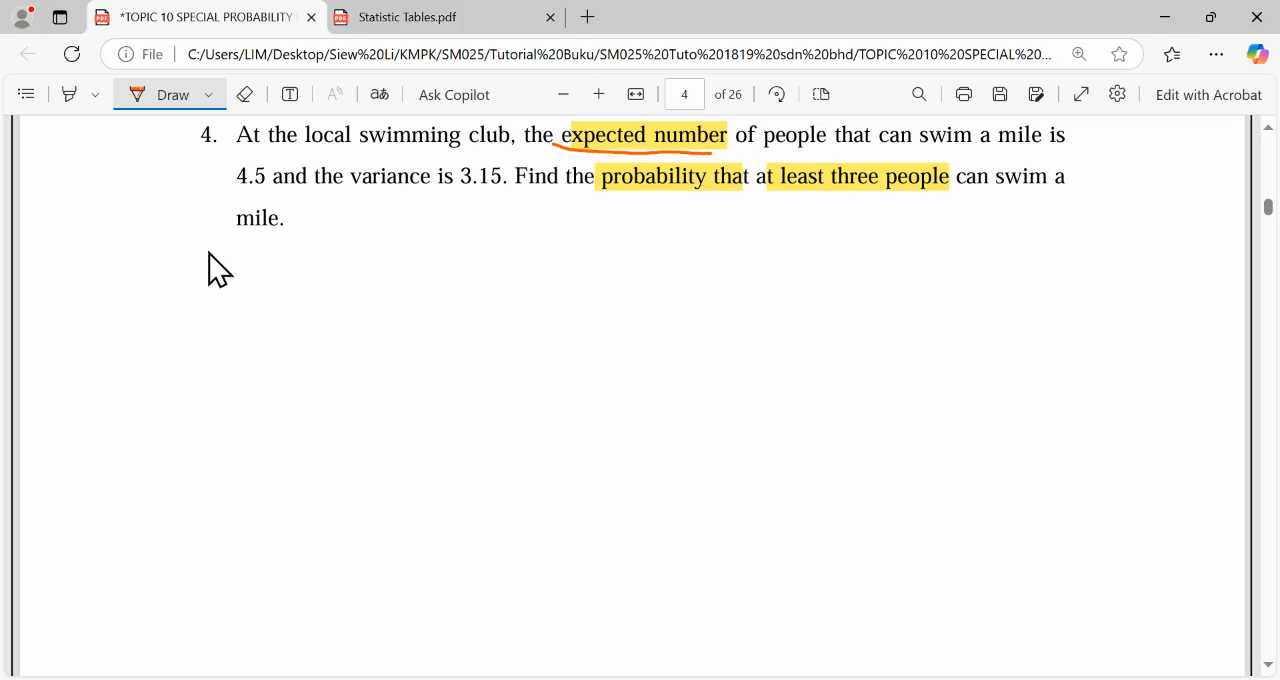 *TOPIC 10 SPECIAL PROBABILITY
Statistic Tables.pdf
File
C:/Users/LIM/Desktop/Siew%20Li/KMPK/SM025/Tutorial%20Buku/SM025%20Tuto%201819%20sdn%20bhd/TOPIC%2010%20SPECIAL%20...
Draw
aあ
Ask Copilot
4 of 26
Edit with Acrobat
4. At the local swimming club, the expected number of people that can swim a mile is
4.5 and the variance is 3.15. Find the probability that at least three people can swim a
mile.